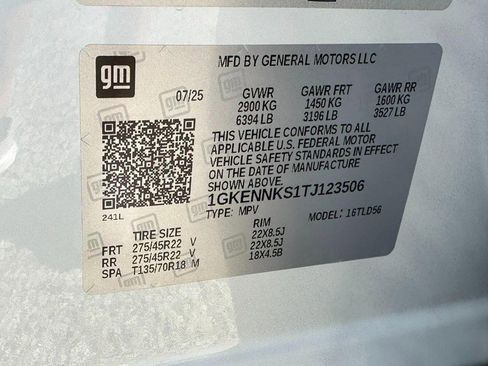 gm
MFD BY GENERAL MOTORS LLC
07/25 GVWR GAWR FRT GAWR RR
2900 KG 1450 KG 1600 KG
6394 LB 3196 LB 3527 LB
THIS VEHICLE CONFORMS TO ALL
APPLICABLE U.S. FEDERAL MOTOR
VEHICLE SAFETY STANDARDS IN EFFECT
ON THE DATE OF MANUFACTURE
SHOWN ABOVE.
1GKENNKS1TJ123506
241L TYPE: MPV MODEL: 16TLD56
TIRE SIZE RIM
FRT 275/45R22 V 22X8.5J
RR 275/45R22 V 22X8.5J
SPA T135/70R18 M 18X4.5B